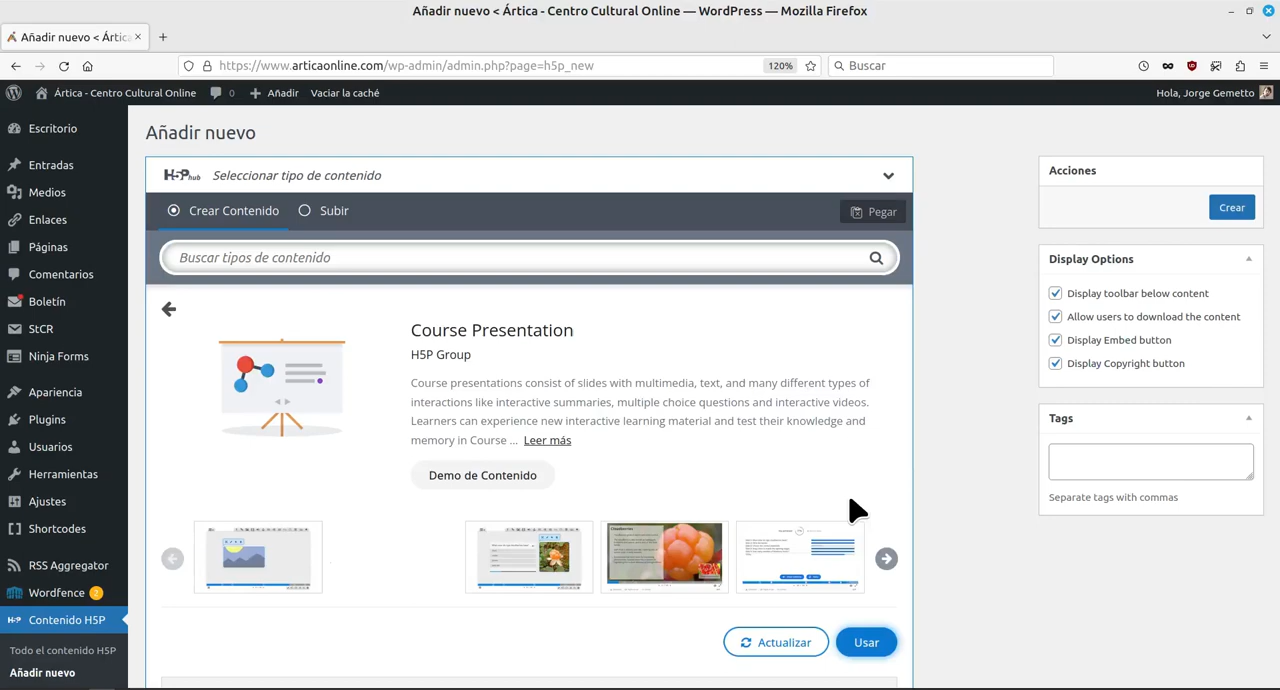 Añadir nuevo < Ártica - Centro Cultural Online — WordPress — Mozilla Firefox
Añadir nuevo < Ártica
https://www.articaonline.com/wp-admin/admin.php?page=h5p_new
120%
Buscar
Ártica - Centro Cultural Online
0
Añadir
Vaciar la caché
Hola, Jorge Gemetto
Escritorio
Entradas
Medios
Enlaces
Páginas
Comentarios
Boletín
StCR
Ninja Forms
Apariencia
Plugins
Usuarios
Herramientas
Ajustes
Shortcodes
RSS Aggregator
Wordfence 2
H5P Contenido H5P
Todo el contenido H5P
Añadir nuevo
Añadir nuevo
H5P hub Seleccionar tipo de contenido
Crear Contenido
Subir
Pegar
Buscar tipos de contenido
Course Presentation
H5P Group
Course presentations consist of slides with multimedia, text, and many different types of
interactions like interactive summaries, multiple choice questions and interactive videos.
Learners can experience new interactive learning material and test their knowledge and
memory in Course ... Leer más
Demo de Contenido
Actualizar
Usar
Acciones
Crear
Display Options
Display toolbar below content
Allow users to download the content
Display Embed button
Display Copyright button
Tags
Separate tags with commas